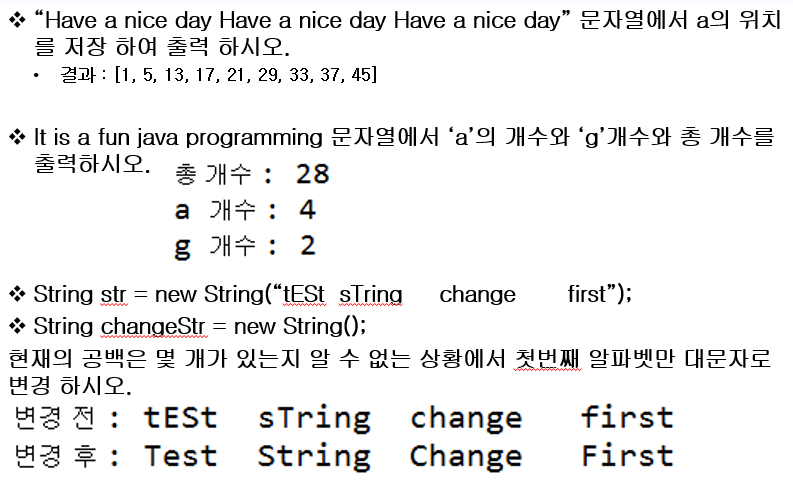 ❖ “Have a nice day Have a nice day Have a nice day” 문자열에서 a의 위치
를 저장 하여 출력 하시오.
• 결과 : [1, 5, 13, 17, 21, 29, 33, 37, 45]
❖ It is a fun java programming 문자열에서 ‘a’의 개수와 ‘g’개수와 총 개수를
출력하시오.
총 개수 : 28
a 개수 : 4
g 개수 : 2
❖ String str = new String(“tESt sTring change first”);
❖ String changeStr = new String();
현재의 공백은 몇 개가 있는지 알 수 없는 상황에서 첫번째 알파벳만 대문자로
변경 하시오.
변경 전 : tESt sTring change first
변경 후 : Test String Change First